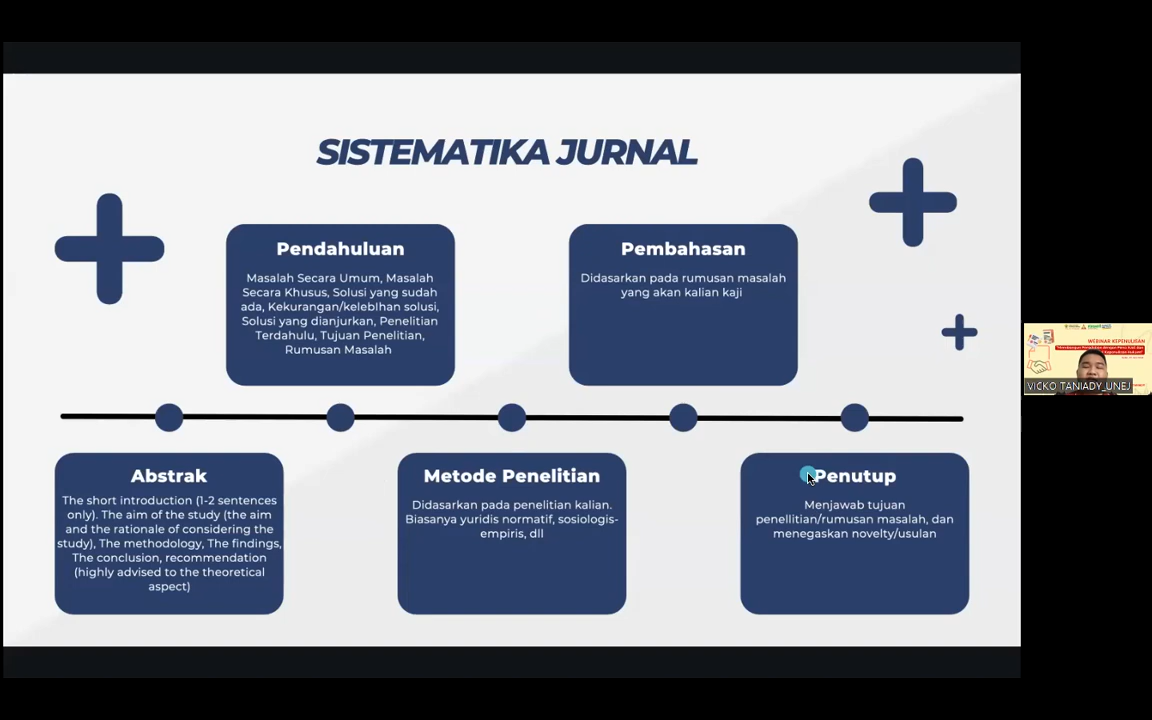 SISTEMATIKA JURNAL
Pendahuluan
Masalah Secara Umum, Masalah
Secara Khusus, Solusi yang sudah
ada, Kekurangan/keleblhan solusi,
Solusi yang dianjurkan, Penelitian
Terdahulu, Tujuan Penelitian,
Rumusan Masalah
Pembahasan
Didasarkan pada rumusan masalah
yang akan kalian kaji
Abstrak
The short introduction (1-2 sentences
only). The aim of the study (the aim
and the rationale of considering the
study), The methodology, The findings,
The conclusion, recommendation
(highly advised to the theoretical
aspect)
Metode Penelitian
Didasarkan pada penelitian kalian.
Biasanya yuridis normatif, sosiologis-
empiris, dll
Penutup
Menjawab tujuan
penellitian/rumusan masalah, dan
menegaskan novelty/usulan
WEBINAR KEPENULISAN
VICKO TANIADY_UNEJ